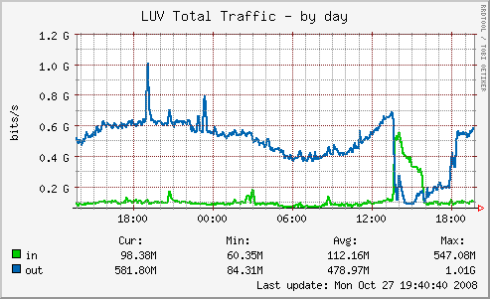 LUV Total Traffic - by day
RRDTOOL / TOBI OETIKER
bits/s
1.2 G
1.0 G
0.8 G
0.6 G
0.4 G
0.2 G
18:00 00:00 06:00 12:00 18:00
Cur: Min: Avg: Max:
in 98.38M 60.35M 112.16M 547.08M
out 581.80M 84.31M 478.97M 1.01G
Last update: Mon Oct 27 19:40:40 2008